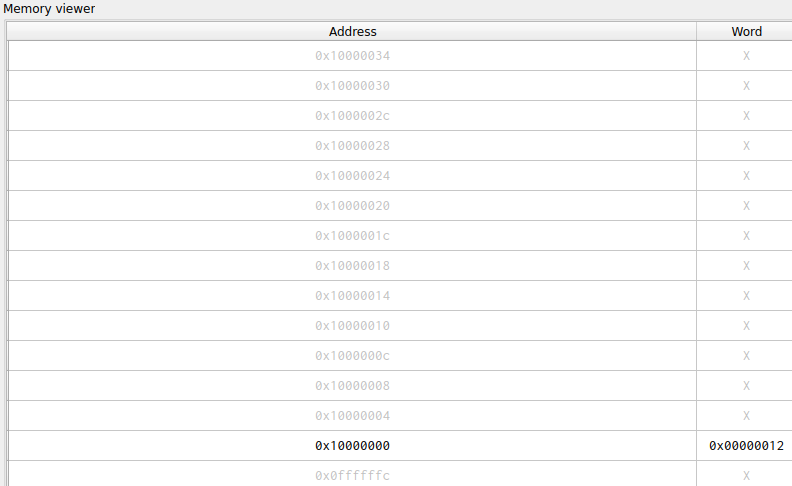 Memory viewer
Address Word
0x10000034 X
0x10000030 X
0x1000002c X
0x10000028 X
0x10000024 X
0x10000020 X
0x1000001c X
0x10000018 X
0x10000014 X
0x10000010 X
0x1000000c X
0x10000008 X
0x10000004 X
0x10000000 0x00000012
0x0ffffffc X